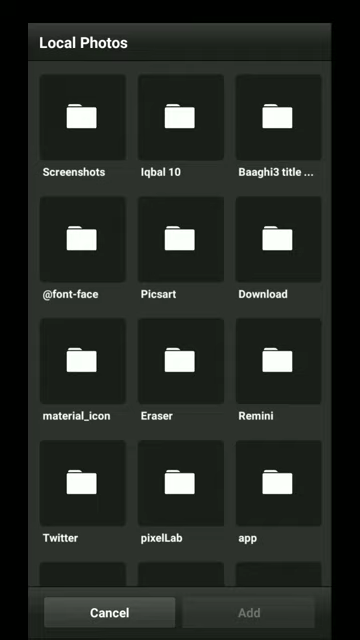 Local Photos
Screenshots
Iqbal 10
Baaghi3 title ...
@font-face
Picsart
Download
material_icon
Eraser
Remini
Twitter
pixelLab
app
Cancel
Add